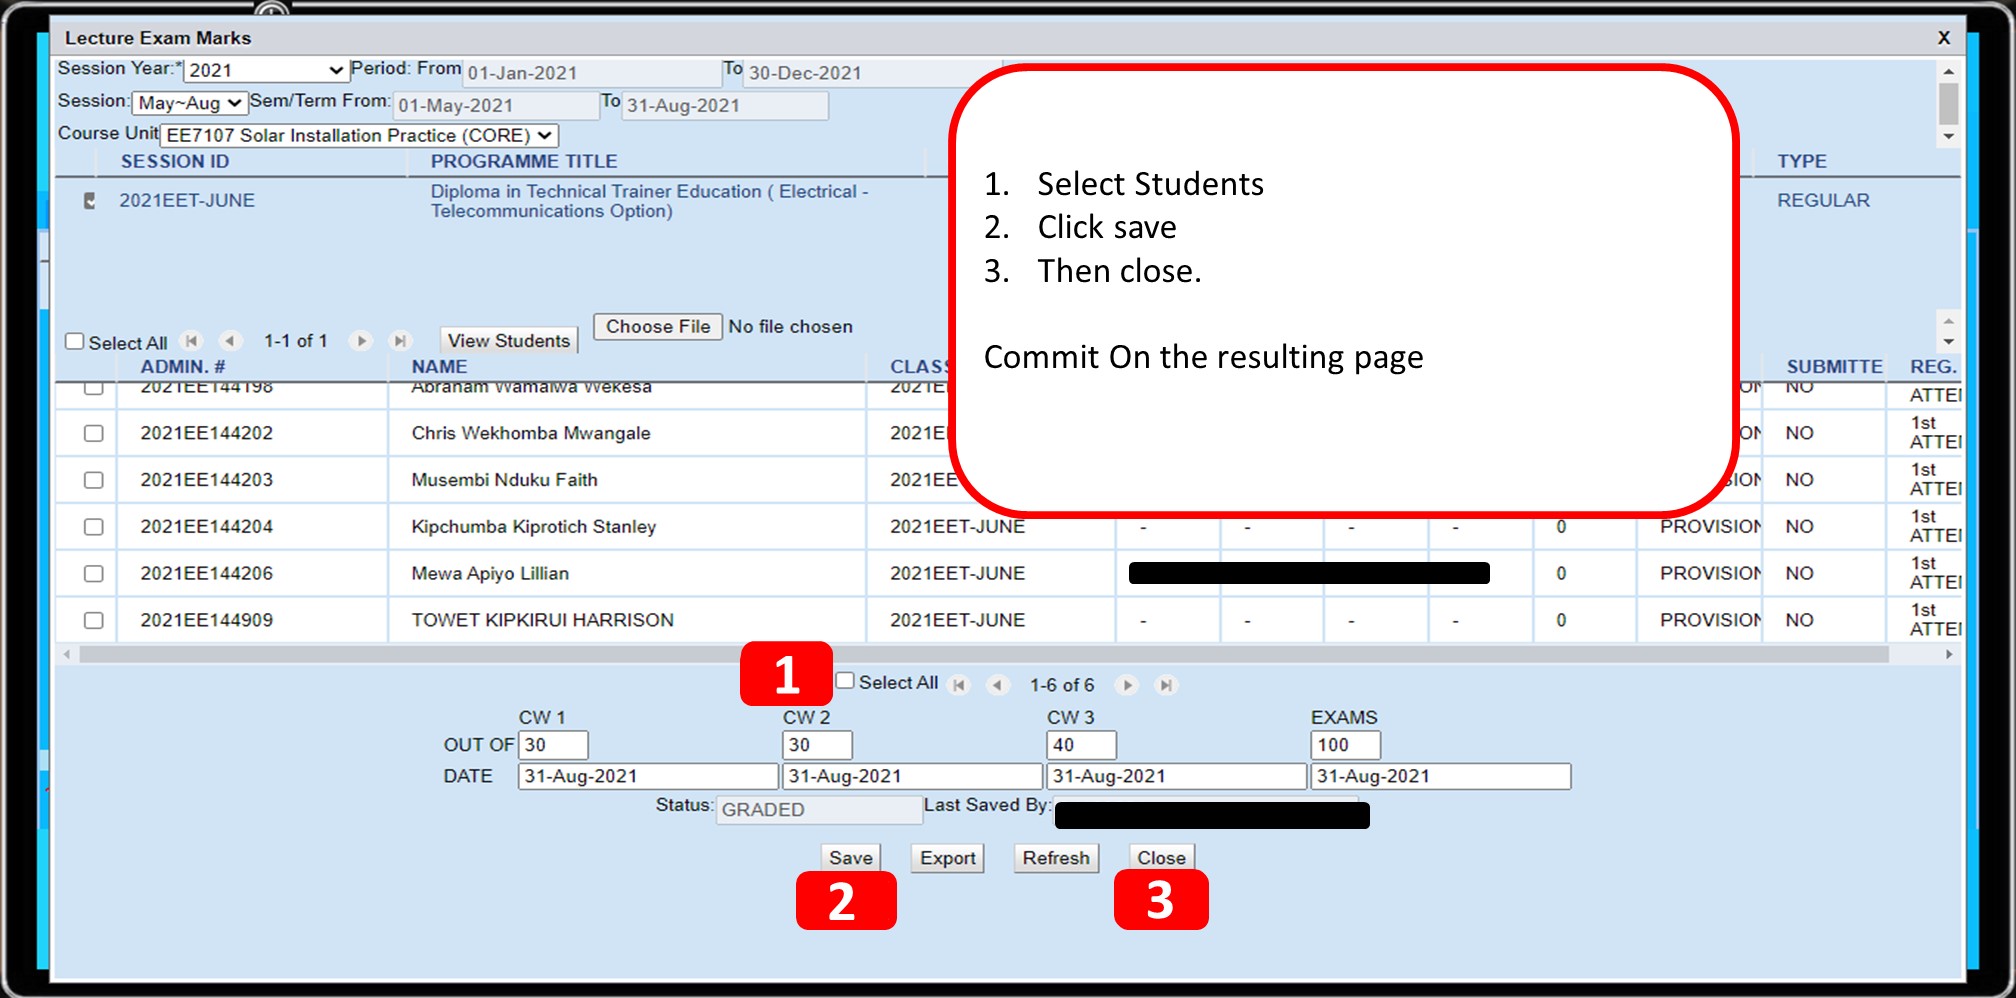 Lecture Exam Marks X
Session Year:* 2021 Period: From 01-Jan-2021 To 30-Dec-2021
Session: May~Aug Sem/Term From: 01-May-2021 To 31-Aug-2021
Course Unit EE7107 Solar Installation Practice (CORE)
SESSION ID PROGRAMME TITLE TYPE
2021EET-JUNE Diploma in Technical Trainer Education ( Electrical - REGULAR
Telecommunications Option)
1. Select Students
2. Click save
3. Then close.
Commit On the resulting page
Select All 1-1 of 1 View Students Choose File No file chosen
ADMIN. # NAME CLASS SUBMITTE REG.
2021EE144198 Abraham Wamalwa Wekesa 2021E NO ATTEI
2021EE144202 Chris Wekhomba Mwangale 2021E NO 1st
ATTEI
2021EE144203 Musembi Nduku Faith 2021EE NO 1st
ATTEI
2021EE144204 Kipchumba Kiprotich Stanley 2021EET-JUNE - - - - 0 PROVISION NO 1st
ATTEI
2021EE144206 Mewa Apiyo Lillian 2021EET-JUNE 0 PROVISION NO 1st
ATTEI
2021EE144909 TOWET KIPKIRUI HARRISON 2021EET-JUNE - - - - 0 PROVISION NO 1st
ATTEI
1 Select All 1-6 of 6
CW 1 CW 2 CW 3 EXAMS
OUT OF 30 30 40 100
DATE 31-Aug-2021 31-Aug-2021 31-Aug-2021 31-Aug-2021
Status: GRADED Last Saved By:
Save Export Refresh Close
2 3